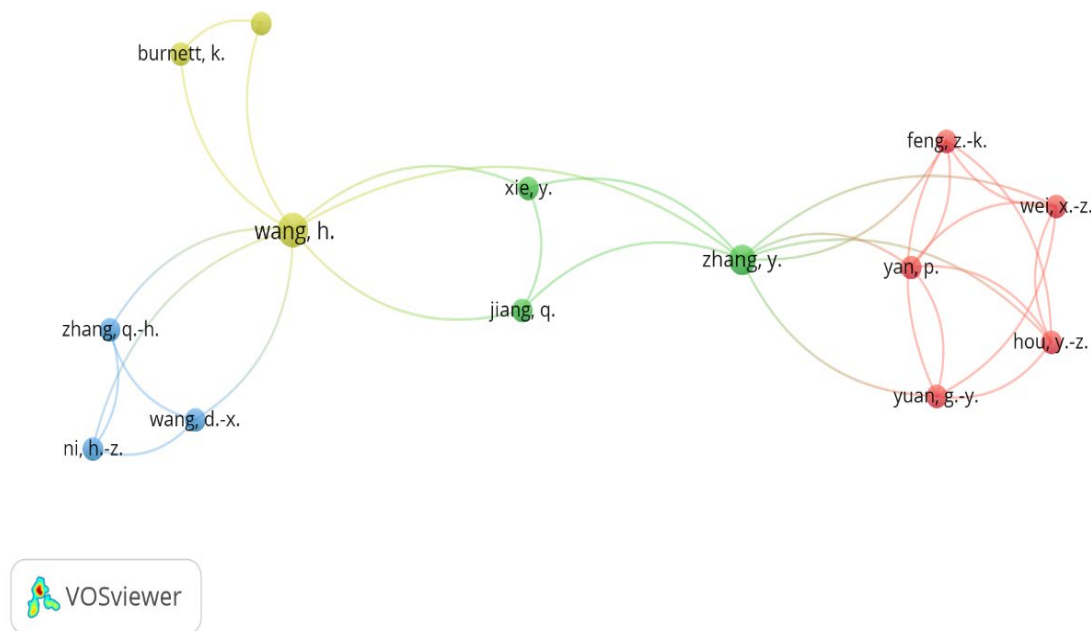 burnett, k.
feng, z.-k.
xie, y.
wei, x.-z.
wang, h.
zhang, y.
yan, p.
jiang, q.
zhang, q.-h.
hou, y.-z.
yuan, g.-y.
wang, d.-x.
ni, h.-z.
VOSviewer